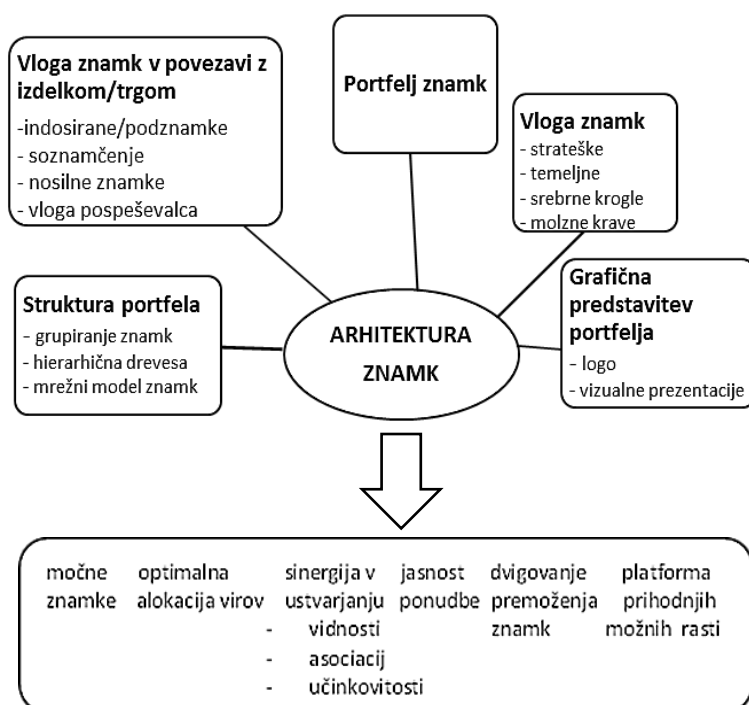 Vloga znamk v povezavi z
izdelkom/trgom
-indosirane/podznamke
- soznamčenje
- nosilne znamke
- vloga pospeševalca
Portfelj znamk
Vloga znamk
- strateške
- temeljne
- srebrne krogle
- molzne krave
Struktura portfela
- grupiranje znamk
- hierarhična drevesa
- mrežni model znamk
ARHITEKTURA
ZNAMK
Grafična
predstavitev
portfelja
- logo
- vizualne prezentacije
močne optimalna sinergija v jasnost dvigovanje platforma
znamke alokacija virov ustvarjanju ponudbe premoženja prihodnjih
- vidnosti znamk možnih rasti
- asociacij
- učinkovitosti